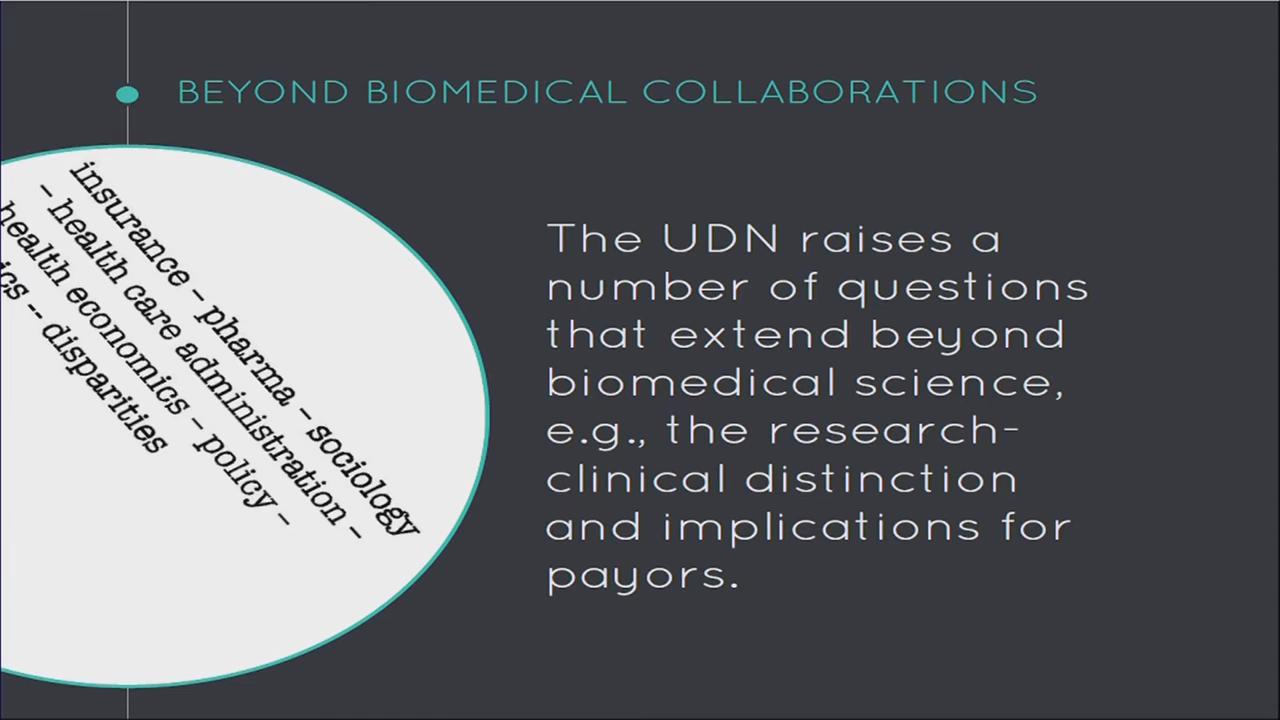 BEYOND BIOMEDICAL COLLABORATIONS
insurance - pharma - sociology
- health care administration -
health economics - policy -
-- disparities
The UDN raises a
number of questions
that extend beyond
biomedical science,
e.g., the research-
clinical distinction
and implications for
payors.